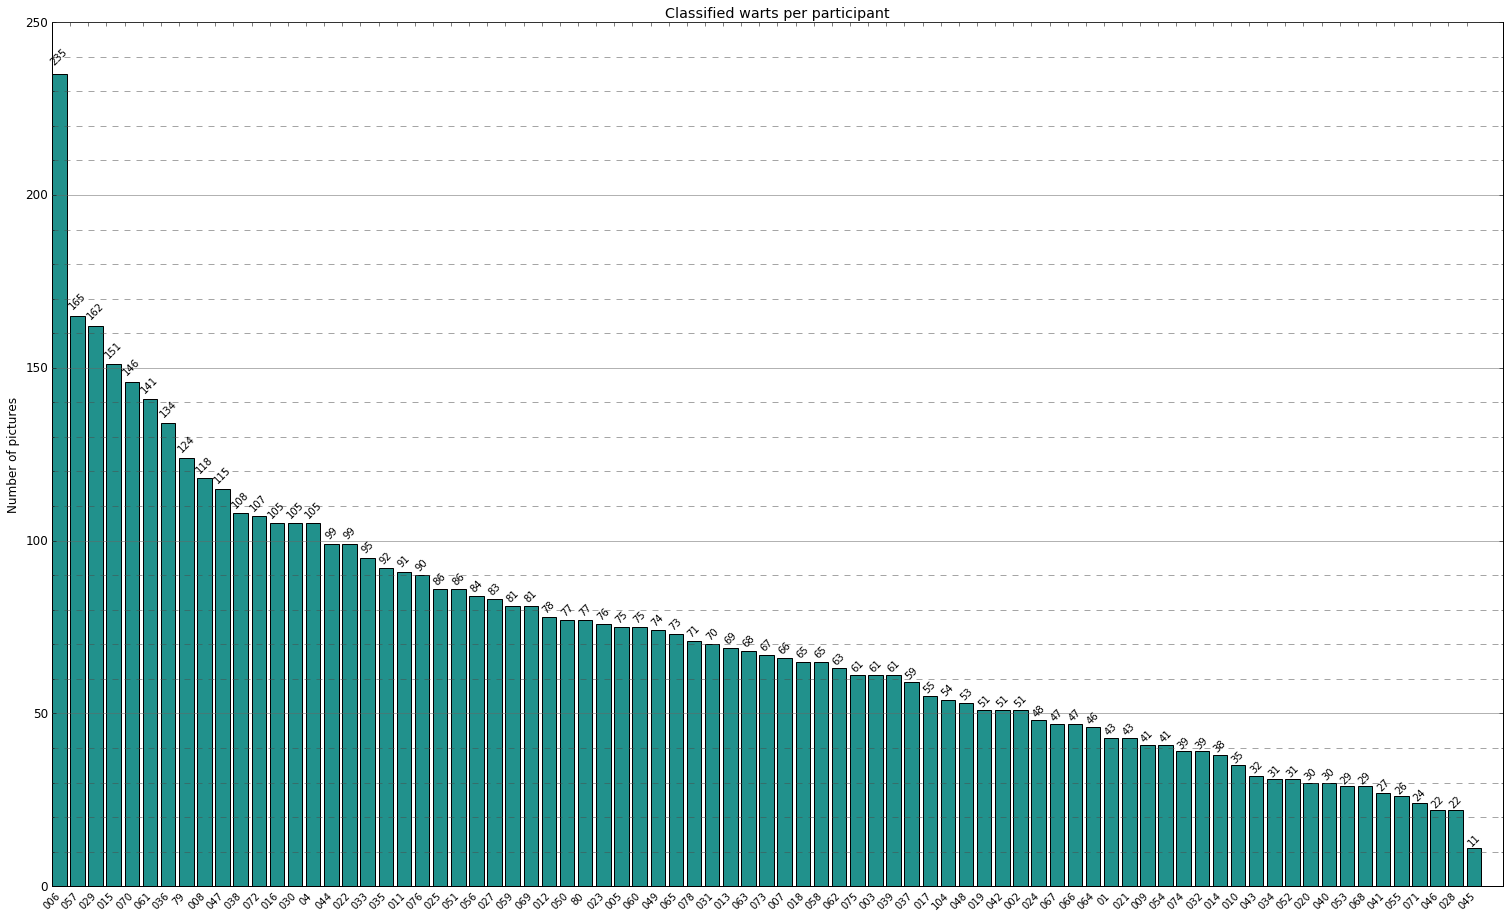 Classified warts per participant
Number of pictures
250
200
150
100
50
0
235 165 162 151 146 141 134 124 118 115 108 107 105 105 105 99 99 95 92 91 90 86 86 84 83 81 81 78 77 77 76 75 75 74 73 71 70 69 68 67 66 65 65 63 61 61 61 59 55 54 53 51 51 51 48 47 47 46 43 43 41 41 39 39 38 35 32 31 31 30 30 29 29 27 26 24 22 22 11
006 057 029 015 070 061 036 79 008 047 038 072 016 030 04 044 022 033 035 011 076 025 051 056 027 059 069 012 050 80 023 005 060 049 065 078 031 013 063 073 007 018 058 062 075 003 039 037 017 104 048 019 042 002 024 067 066 064 01 021 009 054 074 032 014 010 043 034 052 020 040 053 068 041 055 071 046 028 045